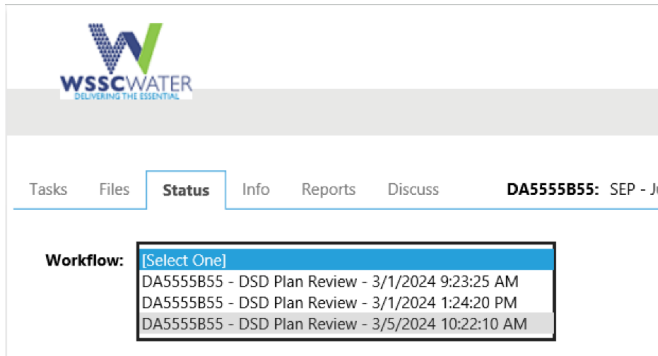 WSSCWATER
DELIVERING THE ESSENTIAL
Tasks Files Status Info Reports Discuss DA5555B55: SEP -
Workflow: [Select One]
DA5555B55 - DSD Plan Review - 3/1/2024 9:23:25 AM
DA5555B55 - DSD Plan Review - 3/1/2024 1:24:20 PM
DA5555B55 - DSD Plan Review - 3/5/2024 10:22:10 AM